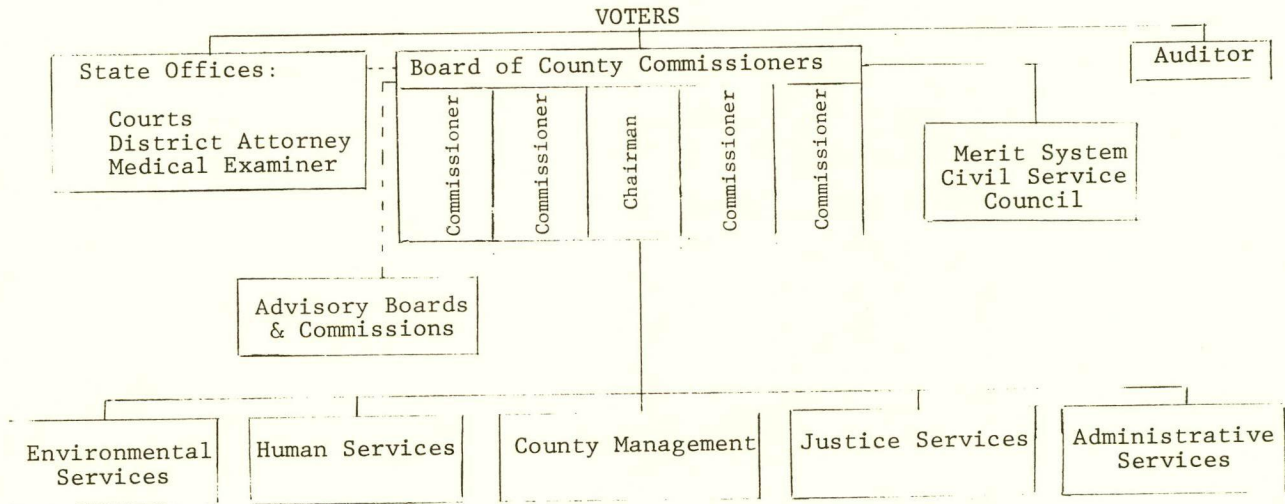 VOTERS
State Offices:
Courts
District Attorney
Medical Examiner
Board of County Commissioners
Commissioner
Commissioner
Chairman
Commissioner
Commissioner
Auditor
Merit System
Civil Service
Council
Advisory Boards
& Commissions
Environmental
Services
Human Services
County Management
Justice Services
Administrative
Services